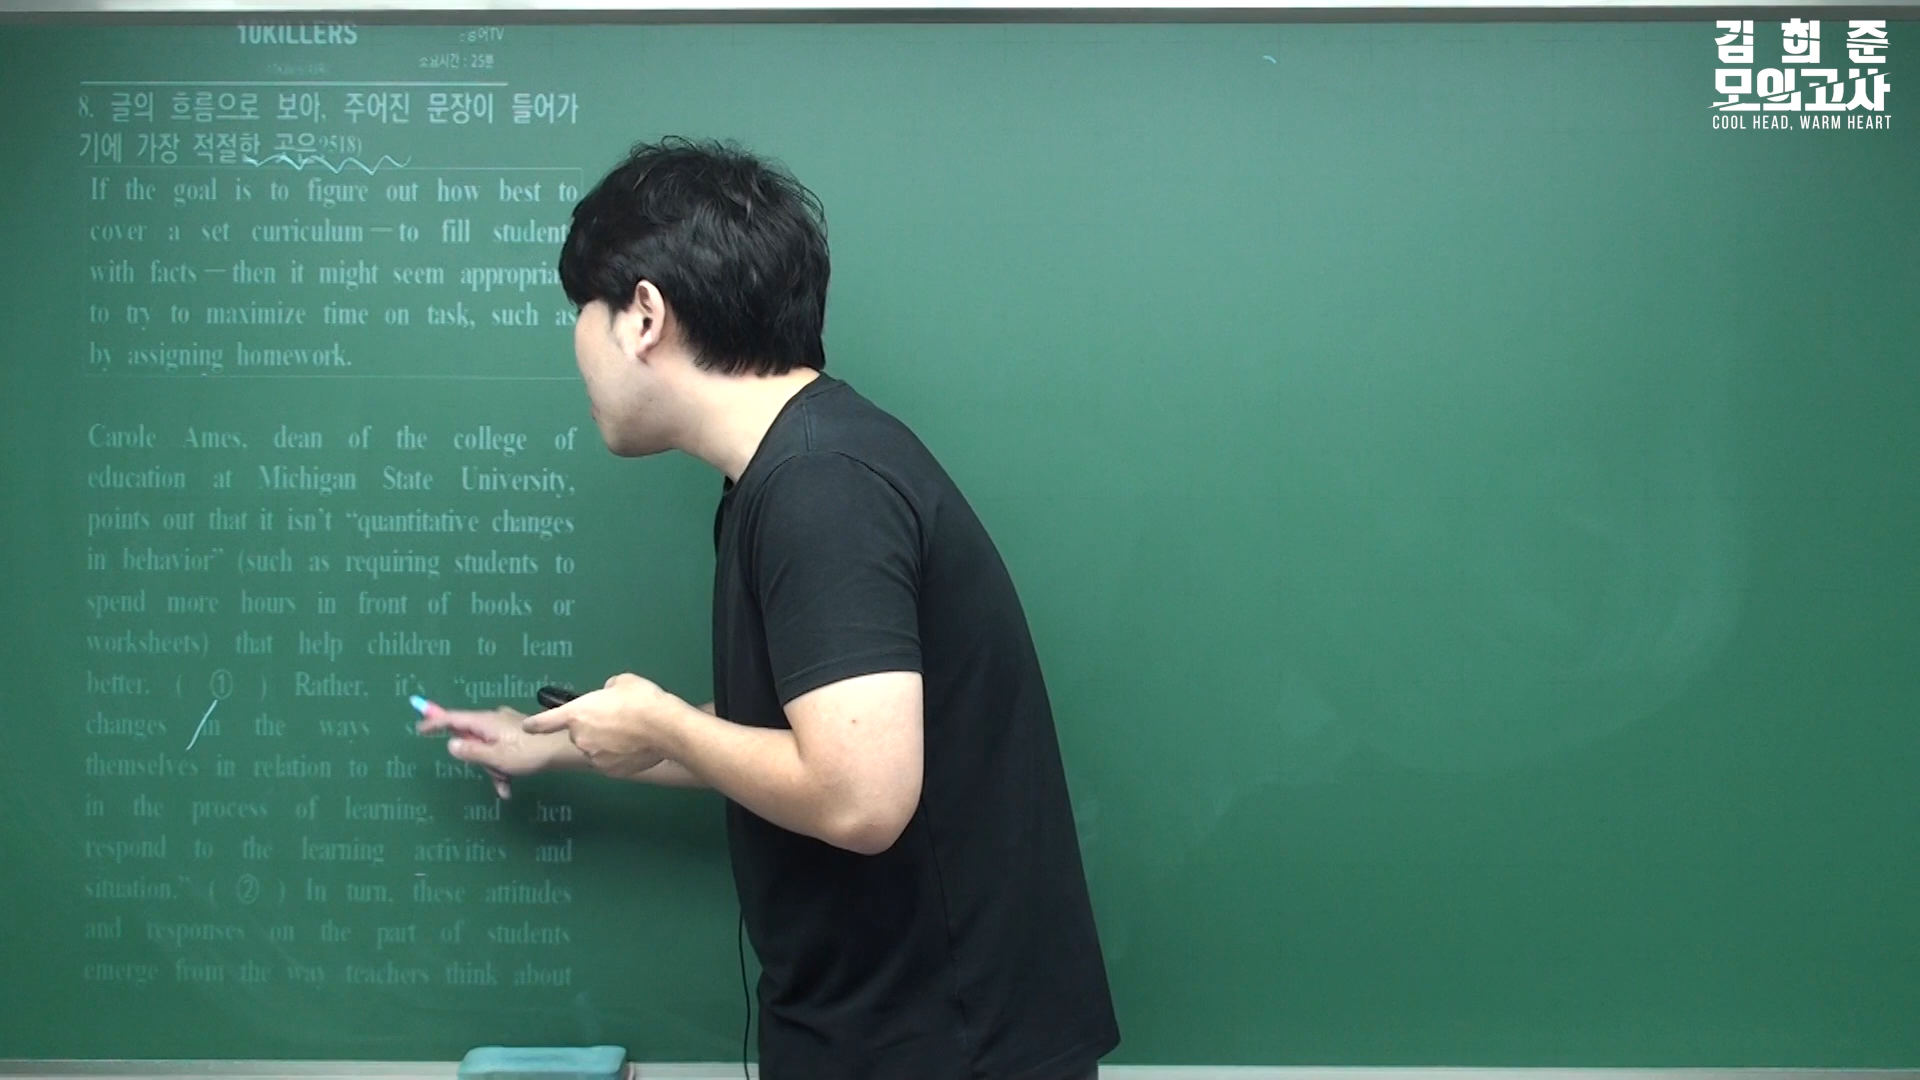 10KILLERS
소요시간 : 25분
8. 글의 흐름으로 보아, 주어진 문장이 들어가
기에 가장 적절한 곳은?518)
If the goal is to figure out how best to
cover a set curriculum — to fill student
with facts — then it might seem appropria
to try to maximize time on task, such as
by assigning homework.
Carole Ames, dean of the college of
education at Michigan State University,
points out that it isn't “quantitative changes
in behavior” (such as requiring students to
spend more hours in front of books or
worksheets) that help children to learn
better. ( ① ) Rather, it's “qualitative
changes in the ways
themselves in relation to the task,
in the process of learning, and hen
respond to the learning activities and
situation.” ( ② ) In turn, these attitudes
and responses on the part of students
emerge from the way teachers think about
김희준
모의고사
COOL HEAD, WARM HEART